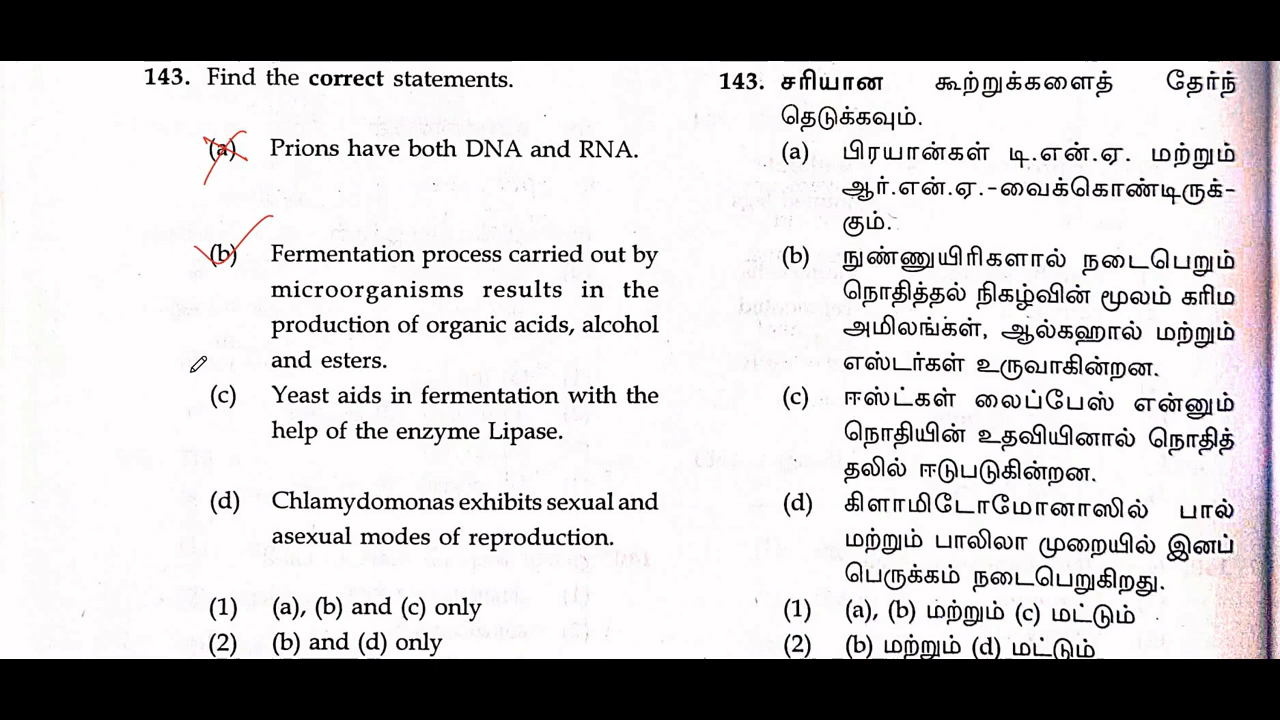 143. Find the correct statements.
(a) Prions have both DNA and RNA.
(b) Fermentation process carried out by
microorganisms results in the
production of organic acids, alcohol
and esters.
(c) Yeast aids in fermentation with the
help of the enzyme Lipase.
(d) Chlamydomonas exhibits sexual and
asexual modes of reproduction.
(1) (a), (b) and (c) only
(2) (b) and (d) only
143. சரியான கூற்றுக்களைத் தேர்ந்
தெடுக்கவும்.
(a) பிரயான்கள் டி.என்.ஏ. மற்றும்
ஆர்.என்.ஏ.-வைக்கொண்டிருக்-
கும்.
(b) நுண்ணுயிரிகளால் நடைபெறும்
நொதித்தல் நிகழ்வின் மூலம் கரிம
அமிலங்கள், ஆல்கஹால் மற்றும்
எஸ்டர்கள் உருவாகின்றன.
(c) ஈஸ்ட்கள் லைப்பேஸ் என்னும்
நொதியின் உதவியினால் நொதித்
தலில் ஈடுபடுகின்றன.
(d) கிளாமிடோமோனாஸில் பால்
மற்றும் பாலிலா முறையில் இனப்
பெருக்கம் நடைபெறுகிறது.
(1) (a), (b) மற்றும் (c) மட்டும்
(2) (b) மற்றும் (d) மட்டும்